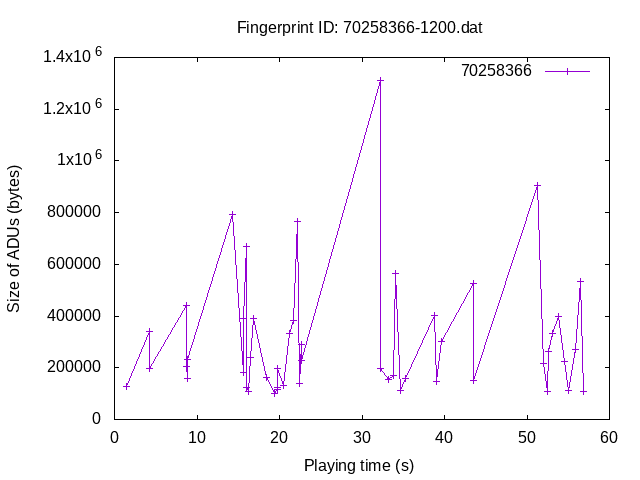 Fingerprint ID: 70258366-1200.dat
70258366
1.4x10^6
1.2x10^6
1x10^6
800000
600000
400000
200000
0
Size of ADUs (bytes)
0 10 20 30 40 50 60
Playing time (s)